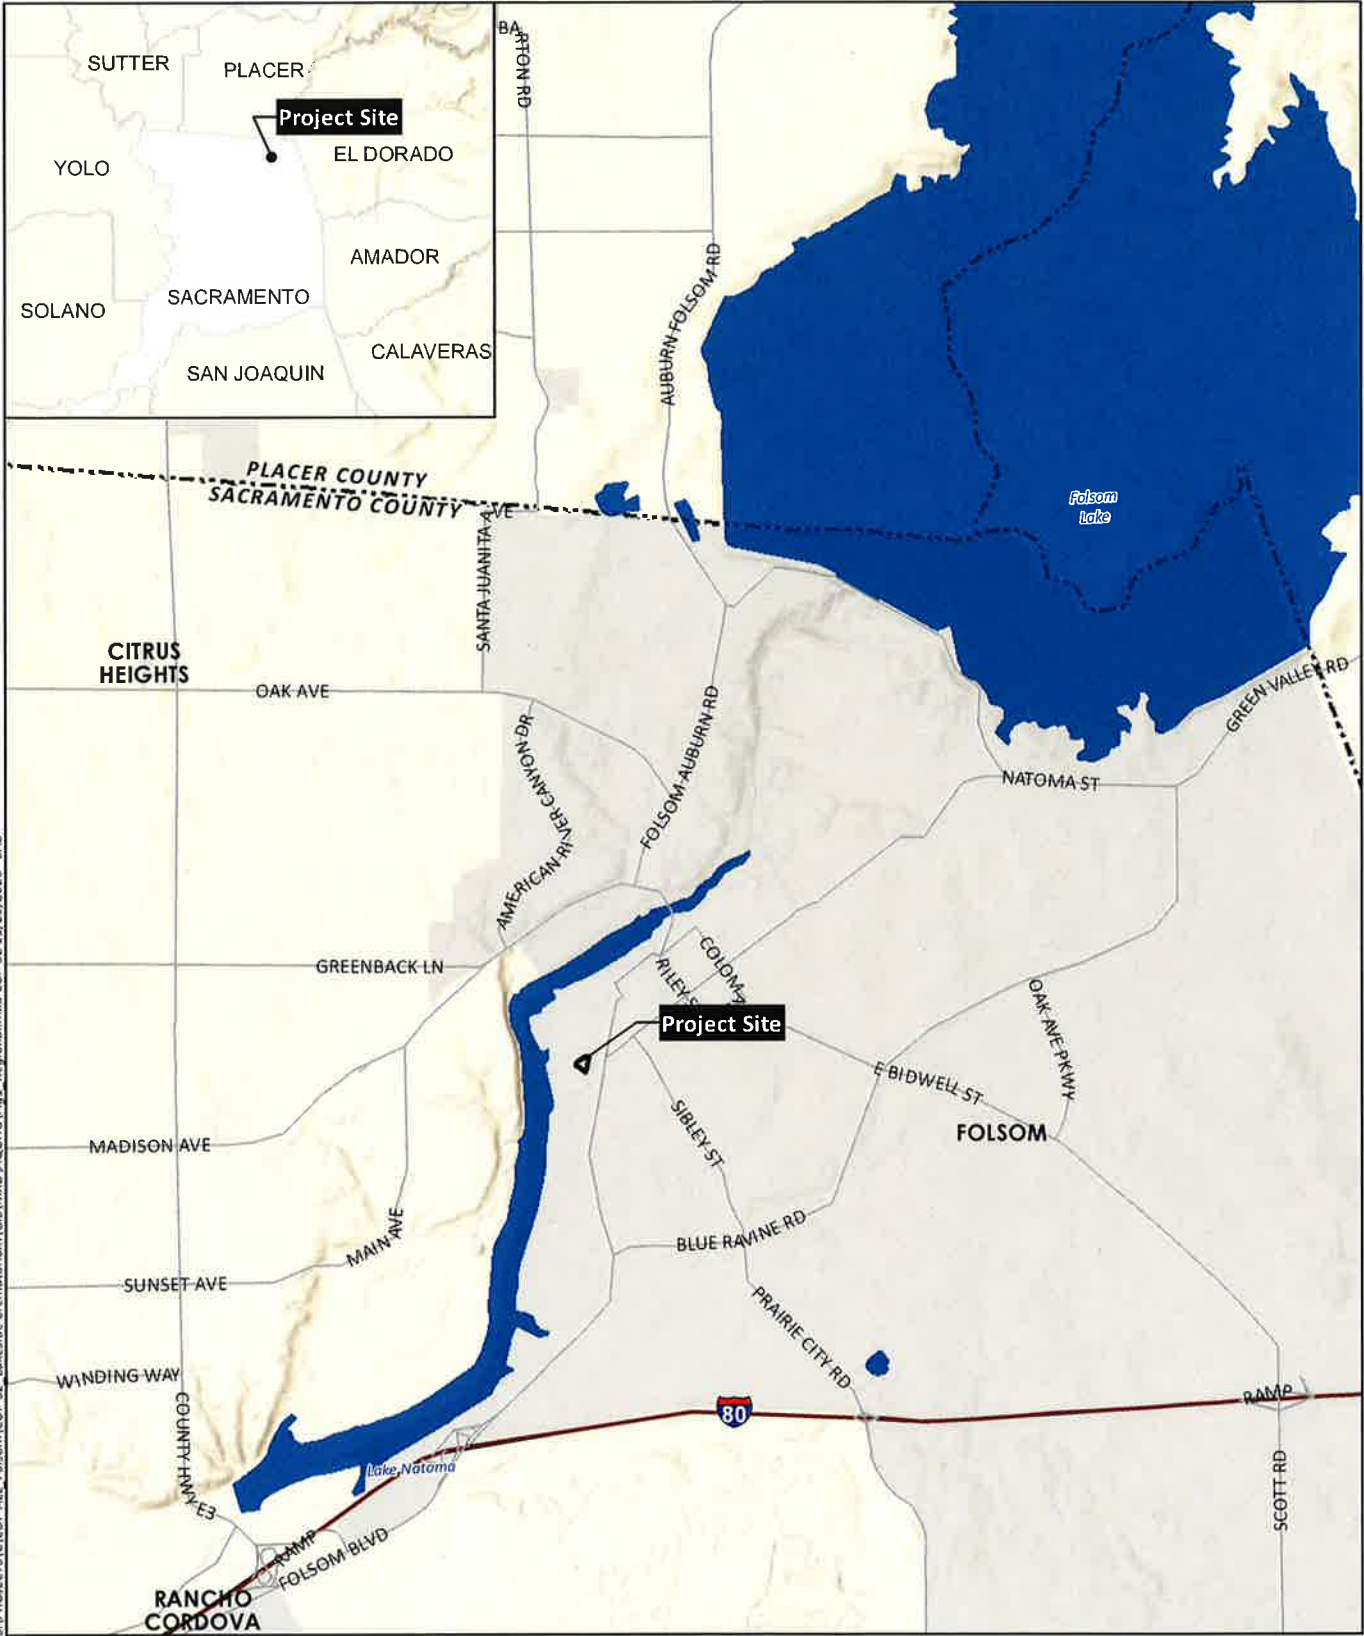 SUTTER
PLACER
Project Site
YOLO
EL DORADO
AMADOR
SACRAMENTO
SOLANO
CALAVERAS
SAN JOAQUIN
BARTON RD
AUBURN FOLSOM RD
PLACER COUNTY
SACRAMENTO COUNTY
SANTA JUANITA AVE
Folsom
Lake
CITRUS
HEIGHTS
OAK AVE
GREEN VALLEY RD
AMERICAN RIVER CANYON DR
FOLSOM AUBURN RD
NATOMA ST
GREENBACK LN
RILEY S
COLOMA
Project Site
OAK AVE PKWY
E BIDWELL ST
FOLSOM
SIBLEY ST
MADISON AVE
MAIN AVE
BLUE RAVINE RD
SUNSET AVE
PRAIRIE CITY RD
WINDING WAY
COUNTY HWY E3
80
RAMP
Lake Natoma
SCOTT RD
RAMP
FOLSOM BLVD
RANCHO
CORDOVA